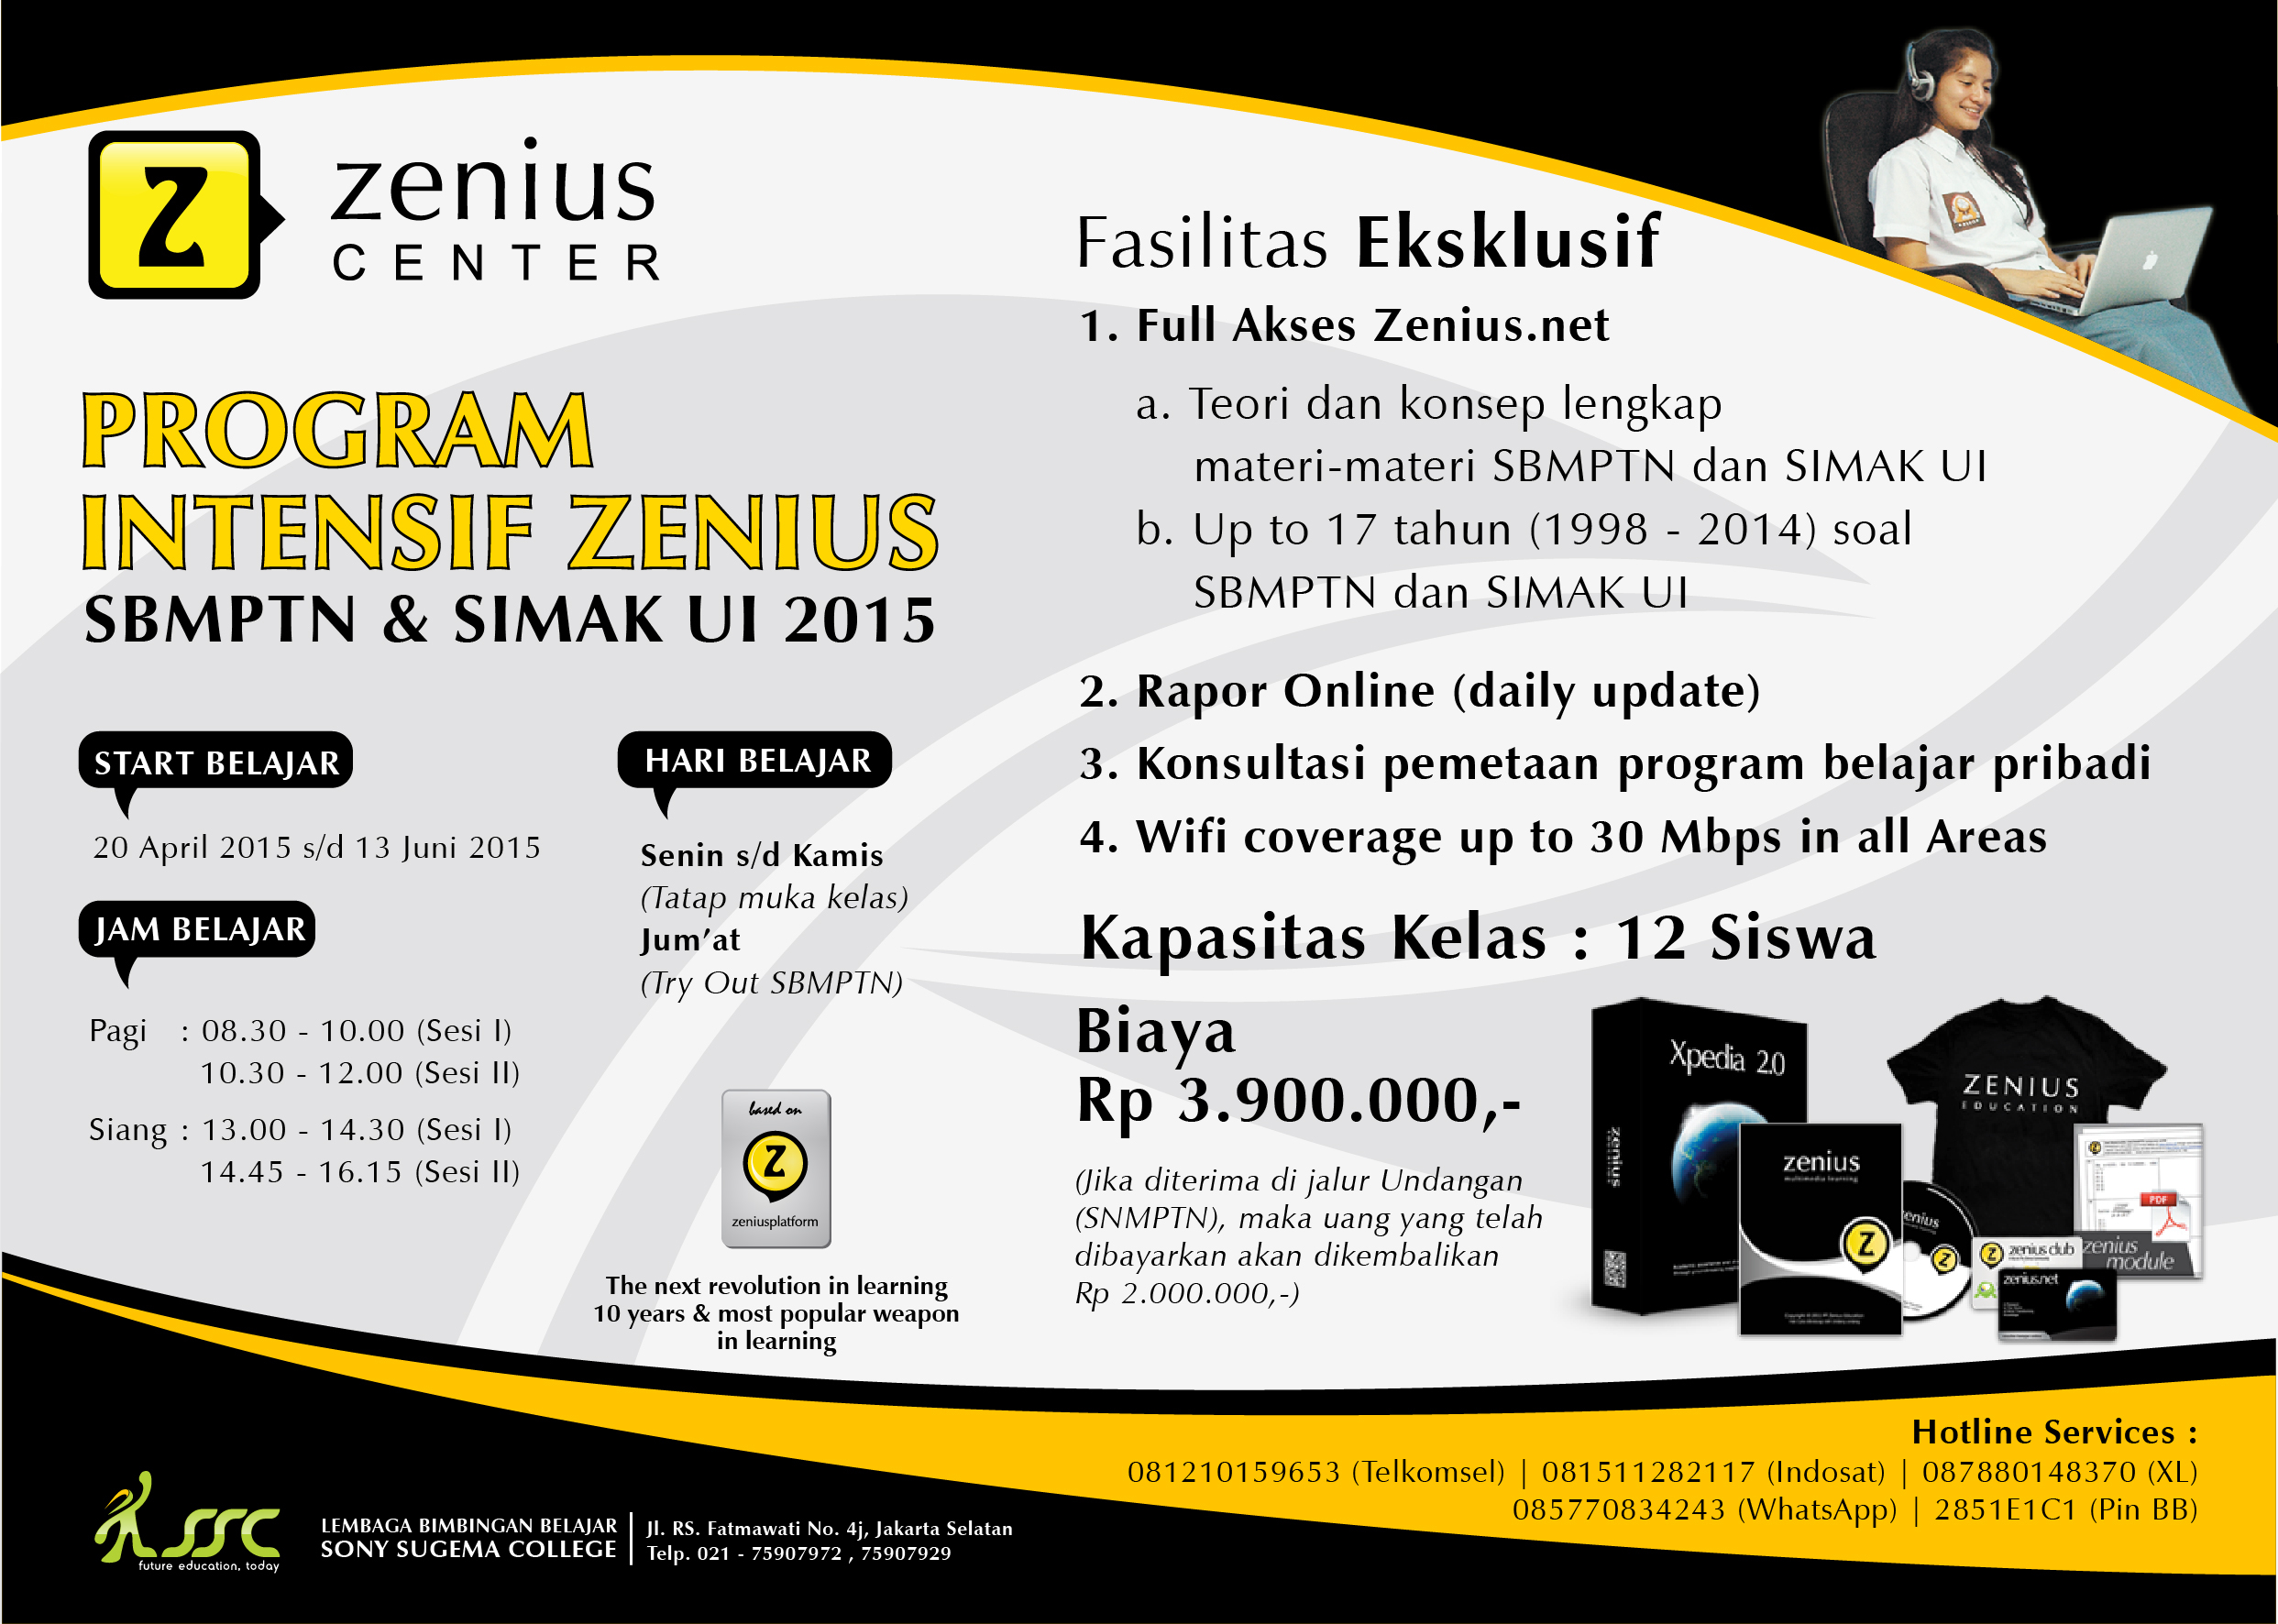 zenius
CENTER
PROGRAM
INTENSIF ZENIUS
SBMPTN & SIMAK UI 2015
START BELAJAR
20 April 2015 s/d 13 Juni 2015
JAM BELAJAR
Pagi : 08.30 - 10.00 (Sesi I)
10.30 - 12.00 (Sesi II)
Siang : 13.00 - 14.30 (Sesi I)
14.45 - 16.15 (Sesi II)
HARI BELAJAR
Senin s/d Kamis
(Tatap muka kelas)
Jum'at
(Try Out SBMPTN)
based on
Z
zeniusplatform
The next revolution in learning
10 years & most popular weapon
in learning
Fasilitas Eksklusif
1. Full Akses Zenius.net
a. Teori dan konsep lengkap
materi-materi SBMPTN dan SIMAK UI
b. Up to 17 tahun (1998 - 2014) soal
SBMPTN dan SIMAK UI
2. Rapor Online (daily update)
3. Konsultasi pemetaan program belajar pribadi
4. Wifi coverage up to 30 Mbps in all Areas
Kapasitas Kelas : 12 Siswa
Biaya
Rp 3.900.000,-
(Jika diterima di jalur Undangan
(SNMPTN), maka uang yang telah
dibayarkan akan dikembalikan
Rp 2.000.000,-)
Xpedia 2.0
zenius
zenius
multimedia learning
Z
zenius
Z
ZENIUS
EDUCATION
PDF
zenius
module
zenius club
zenius.net
Hotline Services :
081210159653 (Telkomsel) | 081511282117 (Indosat) | 087880148370 (XL)
085770834243 (WhatsApp) | 2851E1C1 (Pin BB)
SSC
future education, today
LEMBAGA BIMBINGAN BELAJAR
SONY SUGEMA COLLEGE
Jl. RS. Fatmawati No. 4j, Jakarta Selatan
Telp. 021 - 75907972 , 75907929